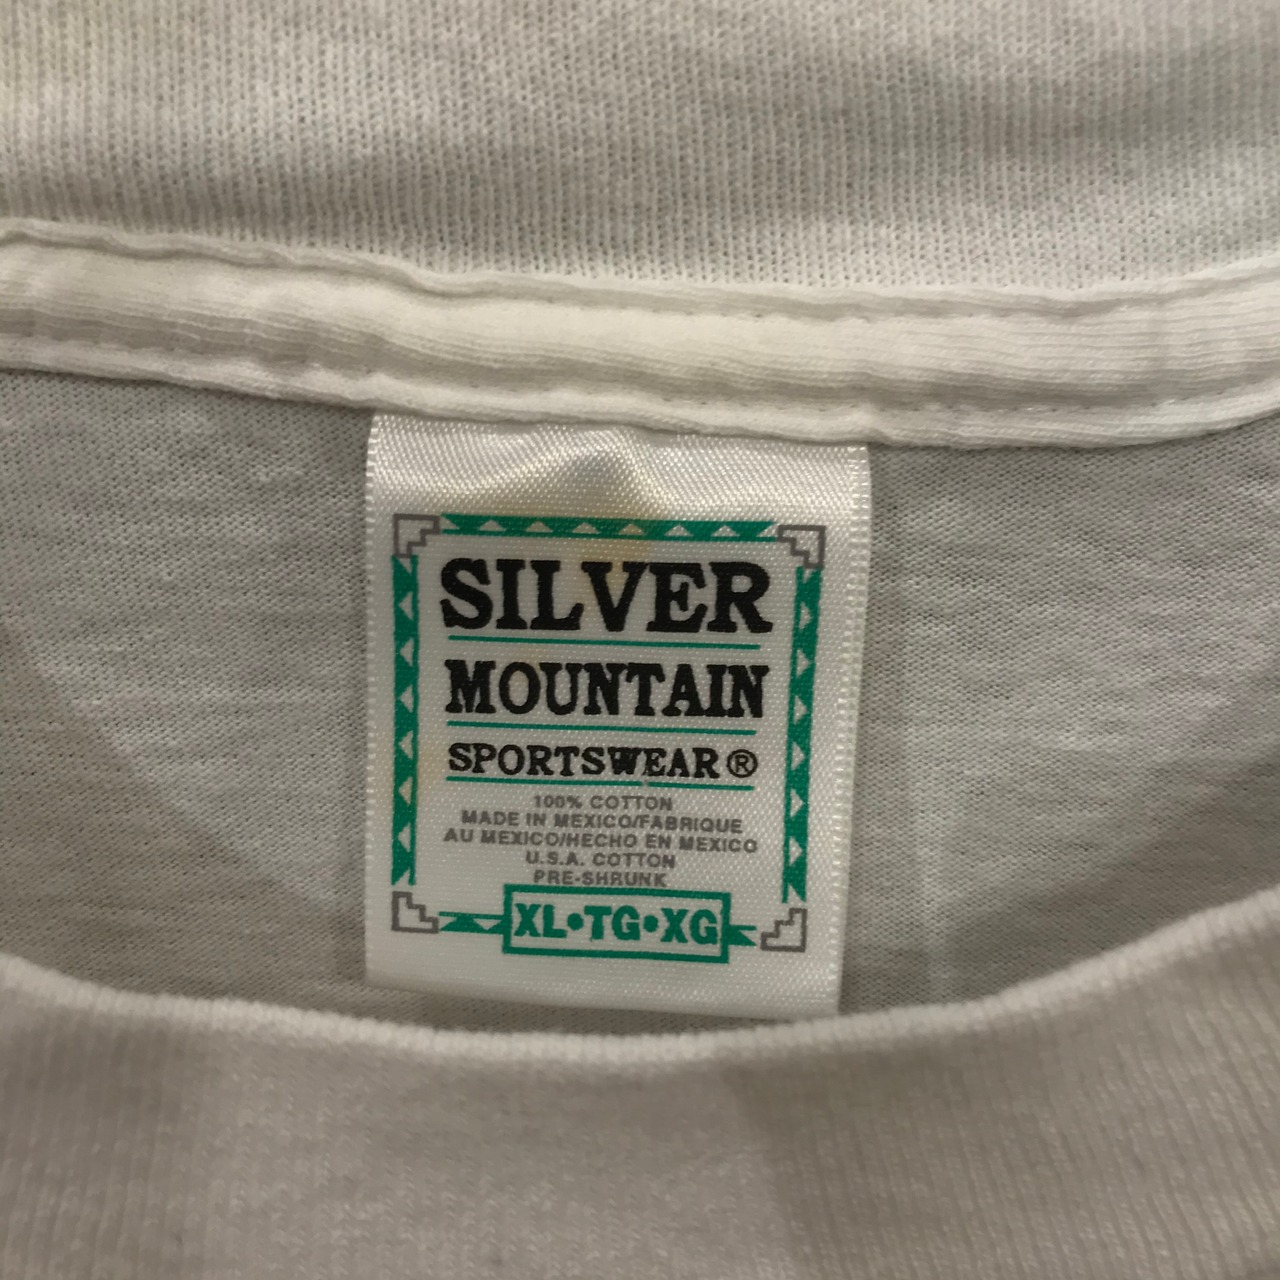 SILVER
MOUNTAIN
SPORTSWEAR®
100% COTTON
MADE IN MEXICO/FABRIQUE
AU MEXICO/HECHO EN MEXICO
U.S.A. COTTON
PRE-SHRUNK
XL•TG•XG